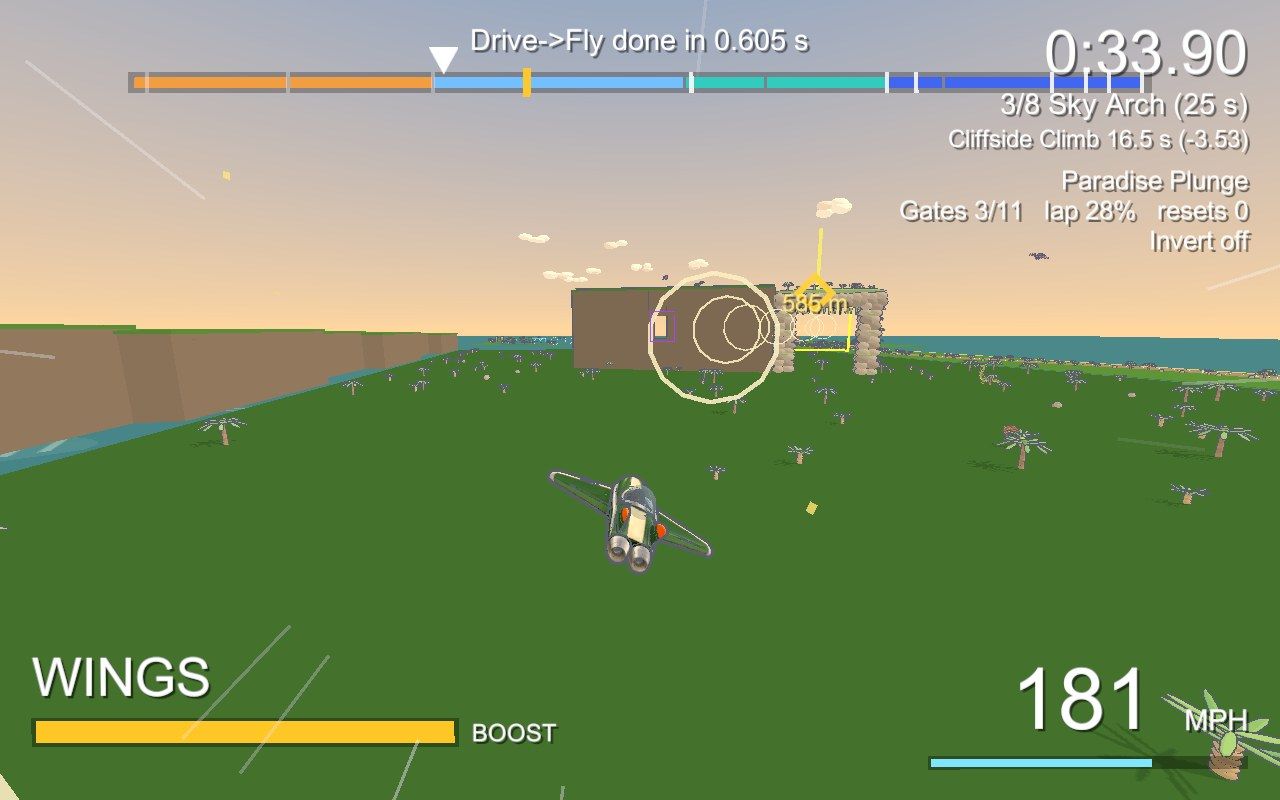 Drive->Fly done in 0.605 s
0:33.90
3/8 Sky Arch (25 s)
Cliffside Climb 16.5 s (-3.53)
Paradise Plunge
Gates 3/11 lap 28% resets 0
Invert off
585 m
WINGS
BOOST
181 MPH